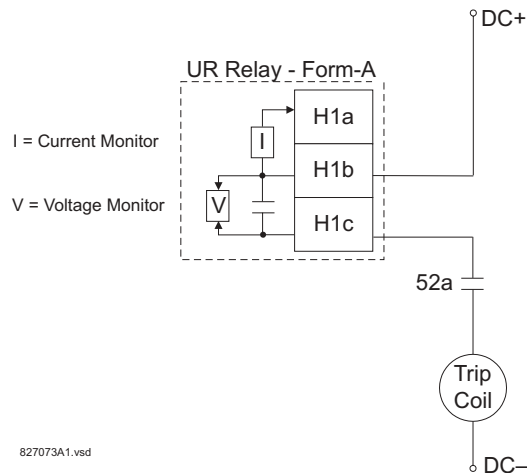 DC+
UR Relay - Form-A
H1a
I = Current Monitor
I
H1b
V = Voltage Monitor
V
H1c
52a
Trip
Coil
827073A1.vsd
DC–